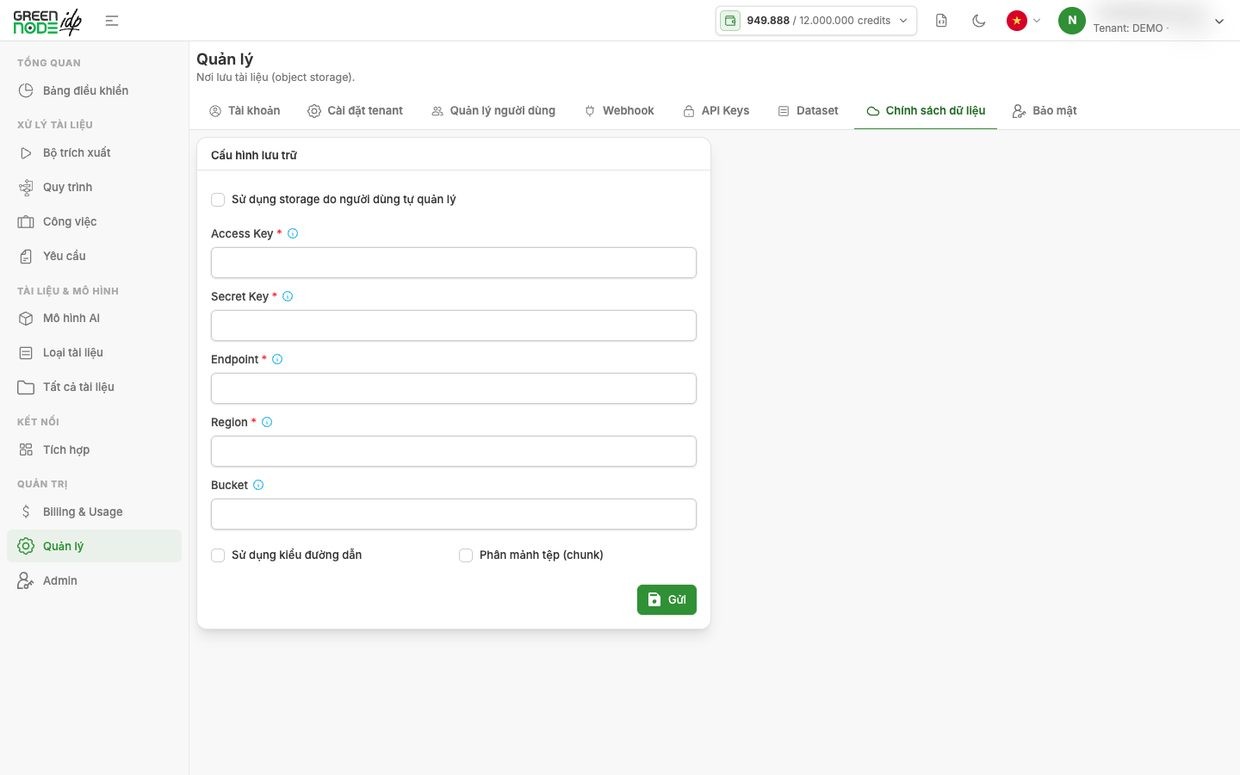 GREEN
NODE idp
949.888 / 12.000.000 credits
N
Tenant: DEMO -
TỔNG QUAN
Bảng điều khiển
XỬ LÝ TÀI LIỆU
Bộ trích xuất
Quy trình
Công việc
Yêu cầu
TÀI LIỆU & MÔ HÌNH
Mô hình AI
Loại tài liệu
Tất cả tài liệu
KẾT NỐI
Tích hợp
QUẢN TRỊ
Billing & Usage
Quản lý
Admin
Quản lý
Nơi lưu tài liệu (object storage).
Tài khoản
Cài đặt tenant
Quản lý người dùng
Webhook
API Keys
Dataset
Chính sách dữ liệu
Bảo mật
Cấu hình lưu trữ
Sử dụng storage do người dùng tự quản lý
Access Key *
Secret Key *
Endpoint *
Region *
Bucket
Sử dụng kiểu đường dẫn
Phân mảnh tệp (chunk)
Gửi